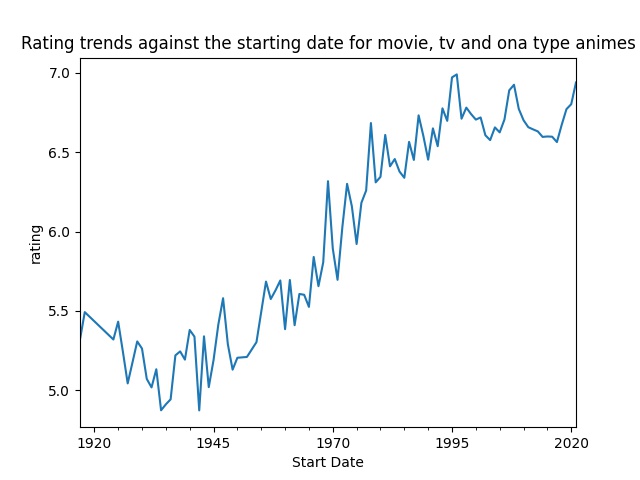 Rating trends against the starting date for movie, tv and ona type animes
7.0
6.5
6.0
5.5
5.0
rating
1920 1945 1970 1995 2020
Start Date